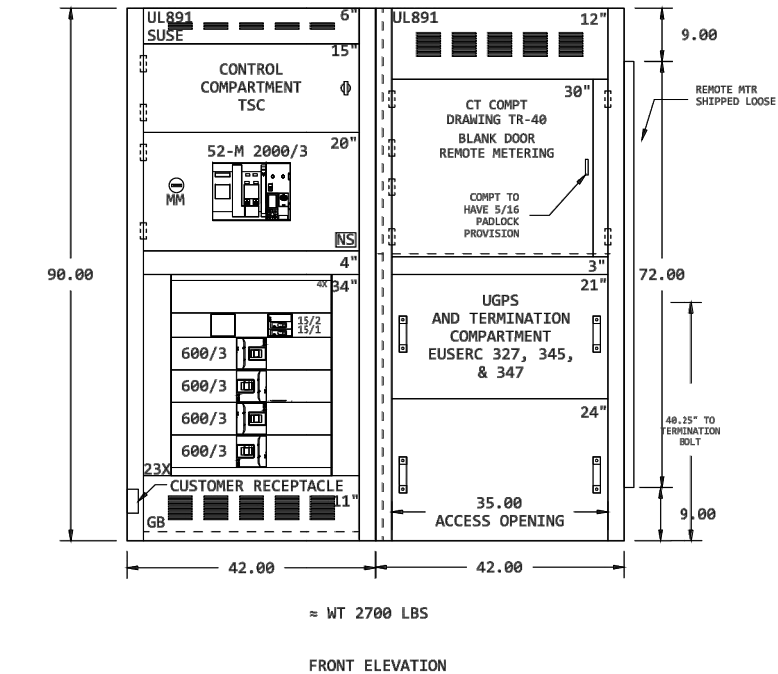 UL891
SUSE
6"
15"
CONTROL
COMPARTMENT
TSC
20"
52-M 2000/3
MM
NS
4"
4X
34"
15/2
15/1
600/3
600/3
600/3
600/3
23X
CUSTOMER RECEPTACLE
11"
GB
UL891
12"
30"
CT COMPT
DRAWING TR-40
BLANK DOOR
REMOTE METERING
COMPT TO
HAVE 5/16
PADLOCK
PROVISION
3"
21"
UGPS
AND TERMINATION
COMPARTMENT
EUSERC 327, 345,
& 347
24"
35.00
ACCESS OPENING
90.00
9.00
REMOTE MTR
SHIPPED LOOSE
72.00
40.25" TO
TERMINATION
BOLT
9.00
42.00
42.00
≈ WT 2700 LBS
FRONT ELEVATION